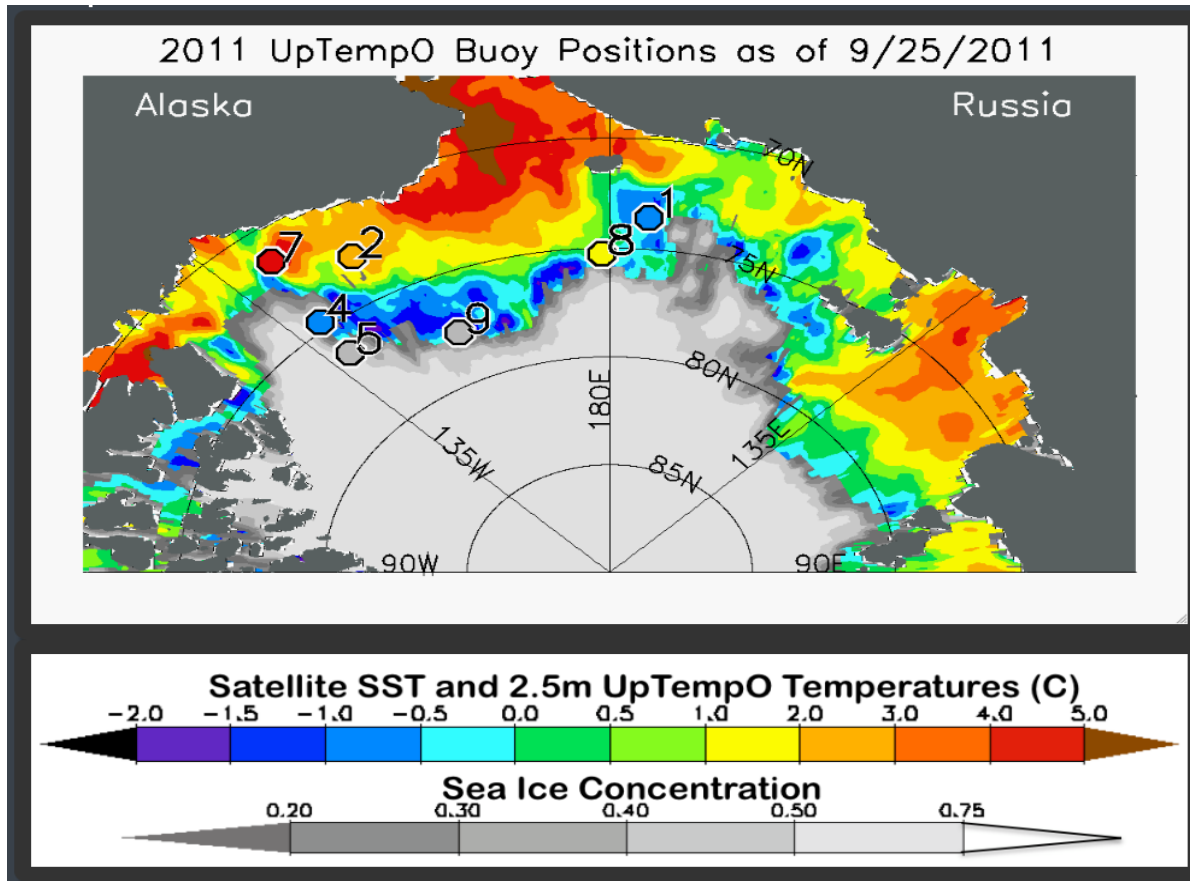 2011 UpTempO Buoy Positions as of 9/25/2011
Alaska
Russia
70N
1
7
2
8
75N
4
5
9
80N
180E
135W
85N
135E
90W
90E
Satellite SST and 2.5m UpTempO Temperatures (C)
-2.0 -1.5 -1.0 -0.5 0.0 0.5 1.0 2.0 3.0 4.0 5.0
Sea Ice Concentration
0.20 0.30 0.40 0.50 0.75